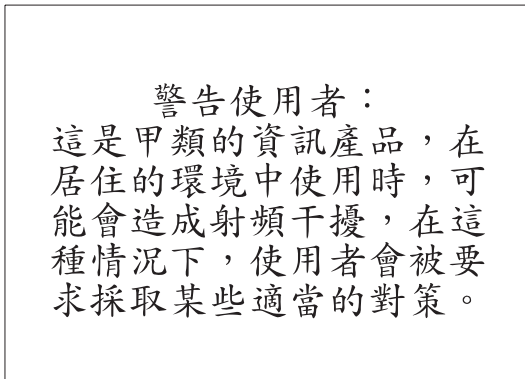 警告使用者：
這是甲類的資訊產品，在
居住的環境中使用時，可
能會造成射頻干擾，在這
種情況下，使用者會被要
求採取某些適當的對策。